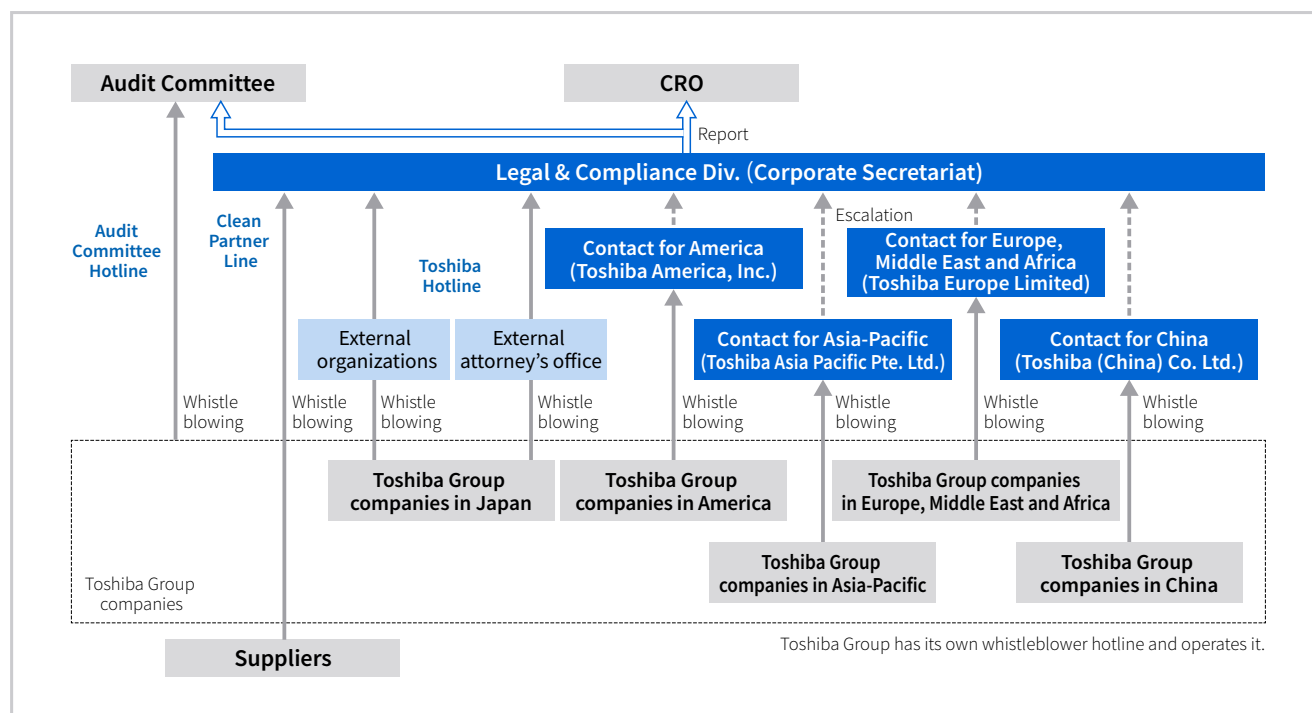 Audit Committee
CRO
Report
Legal & Compliance Div. (Corporate Secretariat)
Audit
Committee
Hotline
Clean
Partner
Line
Toshiba
Hotline
Escalation
Contact for America
(Toshiba America, Inc.)
Contact for Europe,
Middle East and Africa
(Toshiba Europe Limited)
External
organizations
External
attorney’s office
Contact for Asia-Pacific
(Toshiba Asia Pacific Pte. Ltd.)
Contact for China
(Toshiba (China) Co. Ltd.)
Whistle
blowing
Whistle
blowing
Whistle
blowing
Whistle
blowing
Whistle
blowing
Whistle
blowing
Whistle
blowing
Whistle
blowing
Toshiba Group
companies in Japan
Toshiba Group
companies in America
Toshiba Group companies
in Europe, Middle East and Africa
Toshiba Group
companies in Asia-Pacific
Toshiba Group
companies in China
Toshiba Group
companies
Suppliers
Toshiba Group has its own whistleblower hotline and operates it.